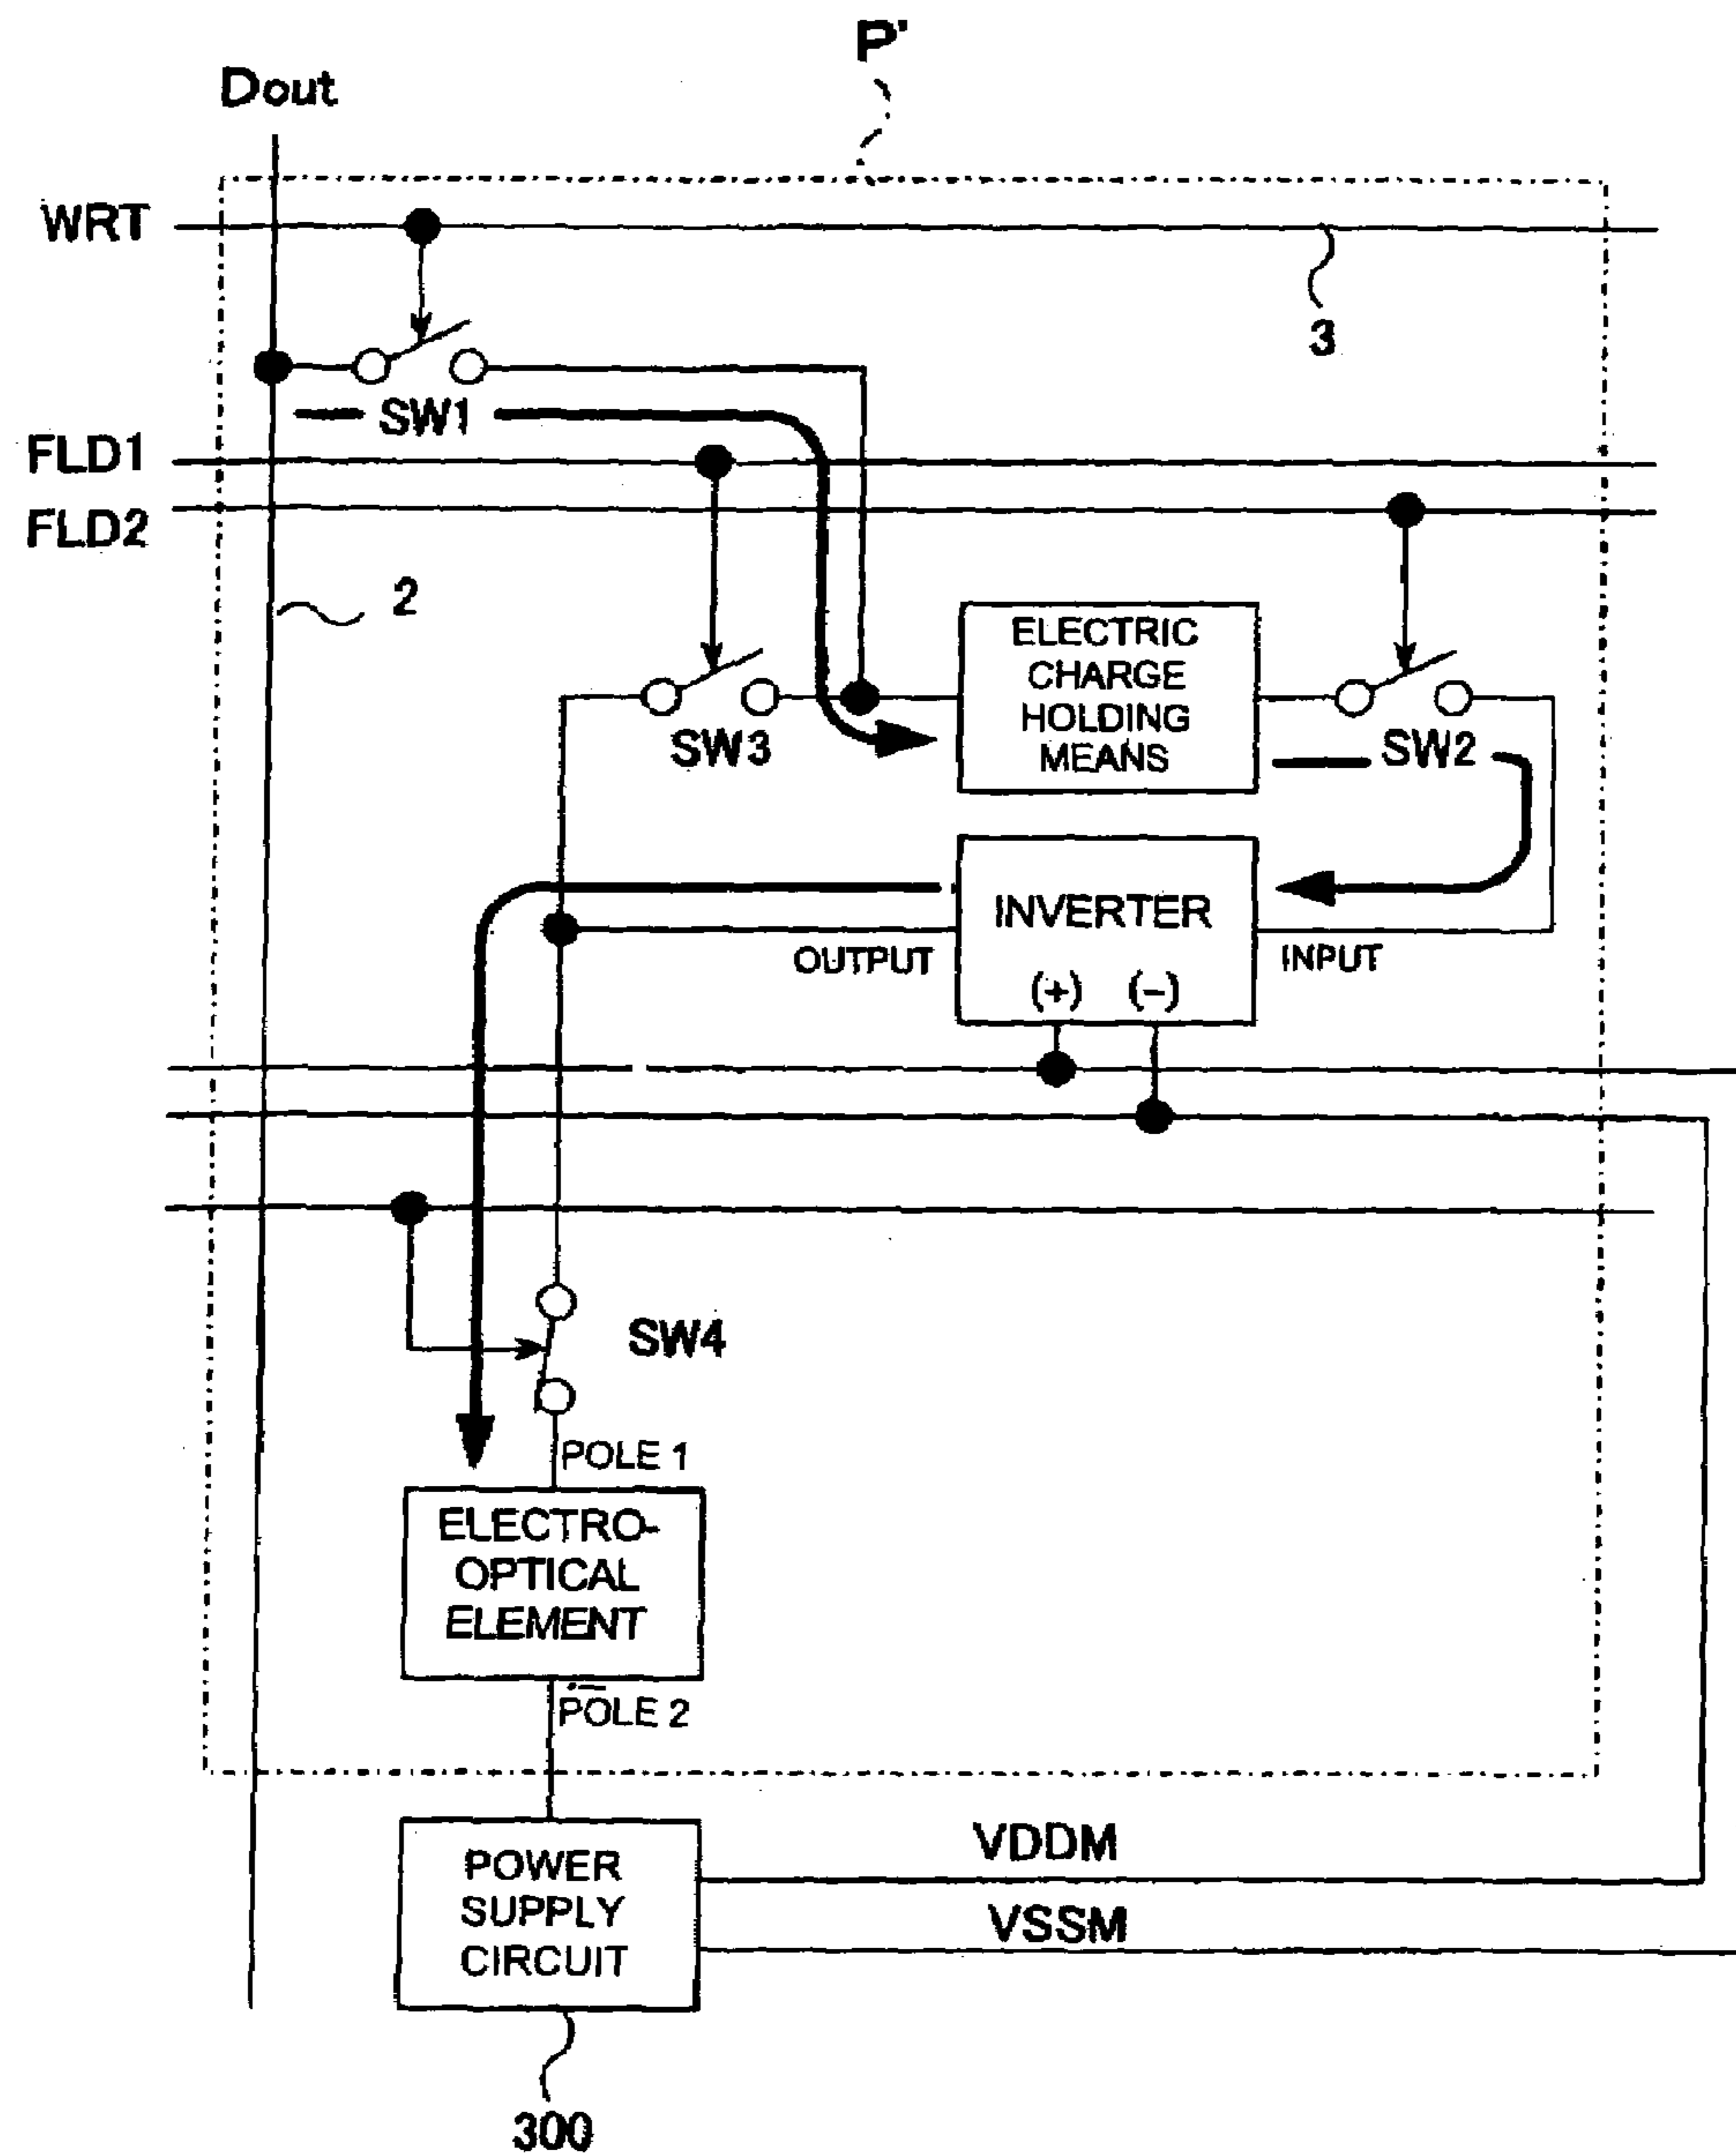 P'
Dout
WRT
3
SW1
FLD1
FLD2
2
ELECTRIC
CHARGE
HOLDING
MEANS
SW3
SW2
INVERTER
OUTPUT
INPUT
(+) (-)
SW4
POLE 1
ELECTRO-
OPTICAL
ELEMENT
POLE 2
POWER
SUPPLY
CIRCUIT
VDDM
VSSM
300